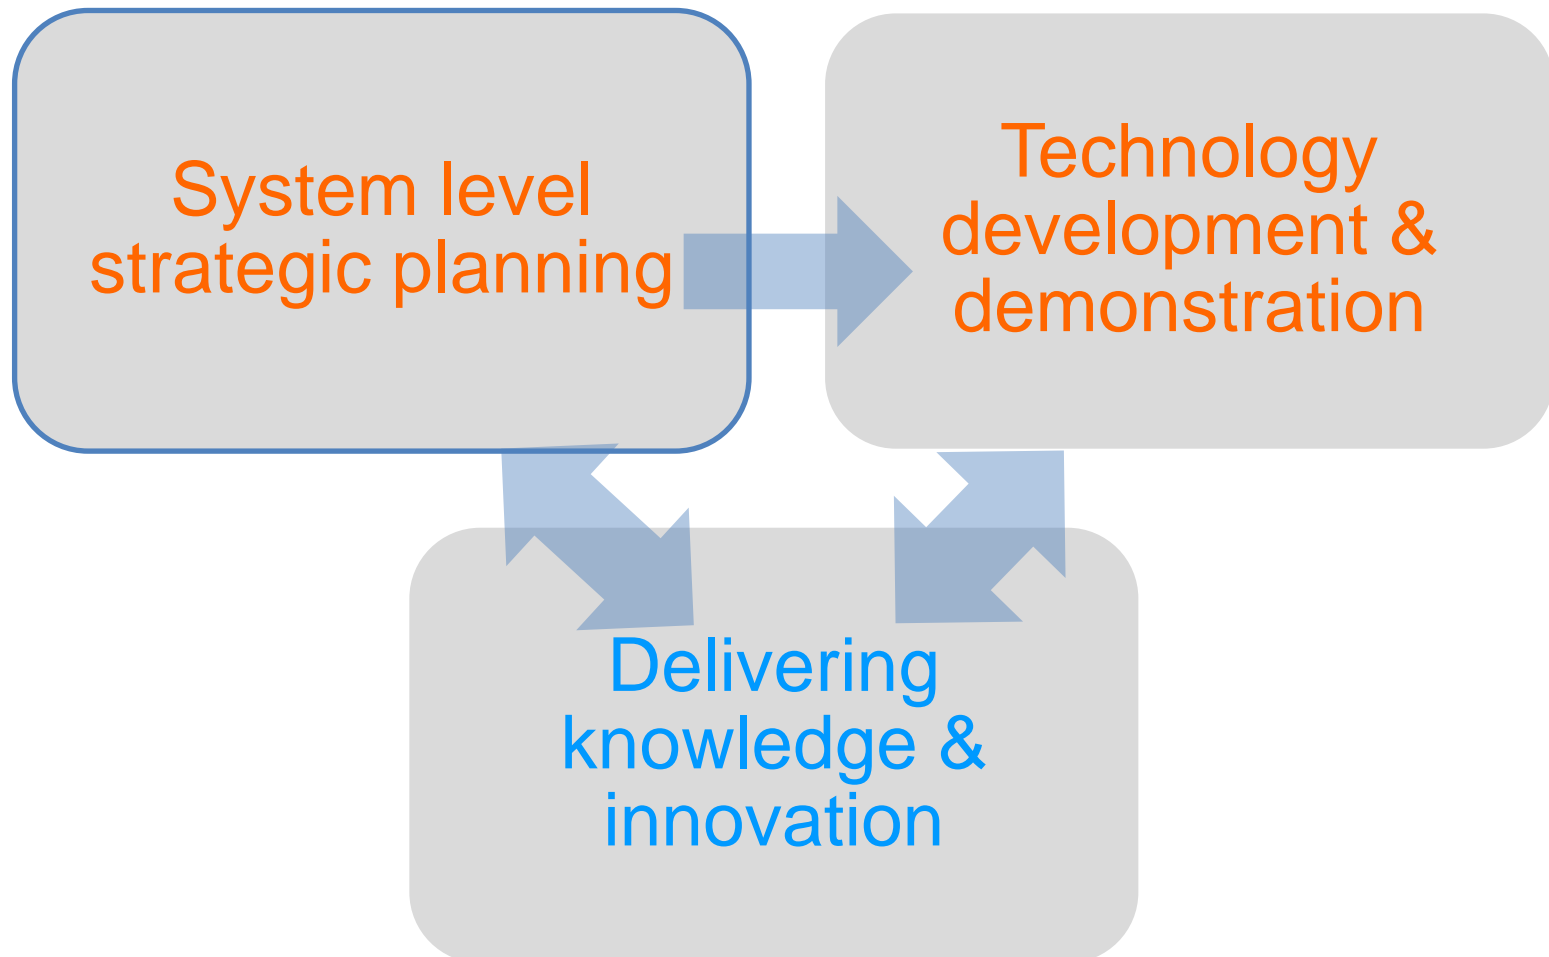 System level
strategic planning
Technology
development &
demonstration
Delivering
knowledge &
innovation